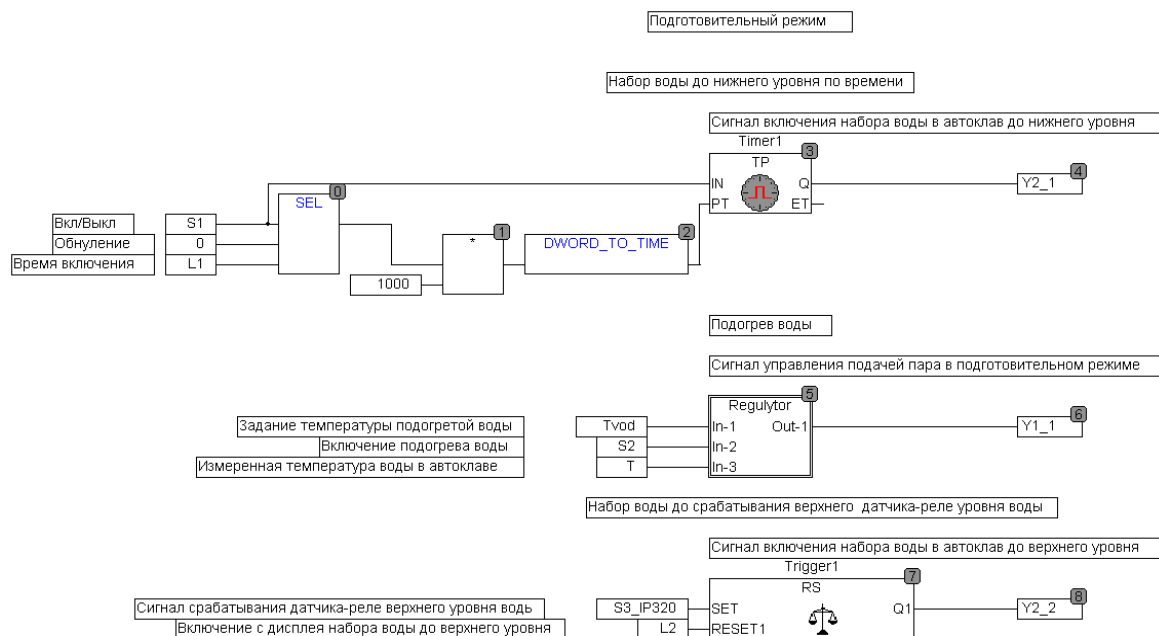 Подготовительный режим
Набор воды до нижнего уровня по времени
Сигнал включения набора воды в автоклав до нижнего уровня
Timer1
3
TP
IN Q
PT ET
4
Y2_1
0
SEL
Вкл/Выкл S1
Обнуление 0
Время включения L1
1
*
1000
2
DWORD_TO_TIME
Подогрев воды
Сигнал управления подачей пара в подготовительном режиме
5
Regulytor
In-1 Out-1
In-2
In-3
6
Y1_1
Задание температуры подогретой воды Tvod
Включение подогрева воды S2
Измеренная температура воды в автоклаве T
Набор воды до срабатывания верхнего датчика-реле уровня воды
Сигнал включения набора воды в автоклав до верхнего уровня
Trigger1
7
RS
8
Сигнал срабатывания датчика-реле верхнего уровня водь S3_IP320 SET Q1 Y2_2
Включение с дисплея набора воды до верхнего уровня L2 RESET1